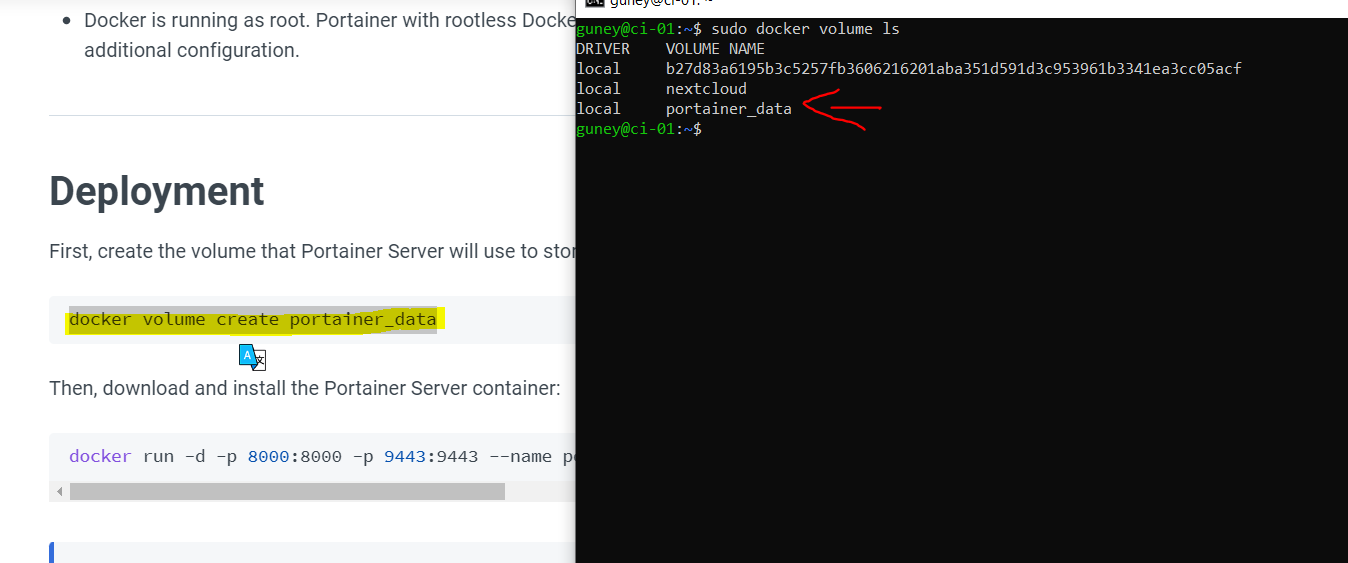 Docker is running as root. Portainer with rootless Docke
additional configuration.
Deployment
First, create the volume that Portainer Server will use to stor
docker volume create portainer_data
A 文
Then, download and install the Portainer Server container:
docker run -d -p 8000:8000 -p 9443:9443 --name po
guney@ci-01: ~
guney@ci-01:~$ sudo docker volume ls
DRIVER    VOLUME NAME
local     b27d83a6195b3c5257fb3606216201aba351d591d3c953961b3341ea3cc05acf
local     nextcloud
local     portainer_data
guney@ci-01:~$